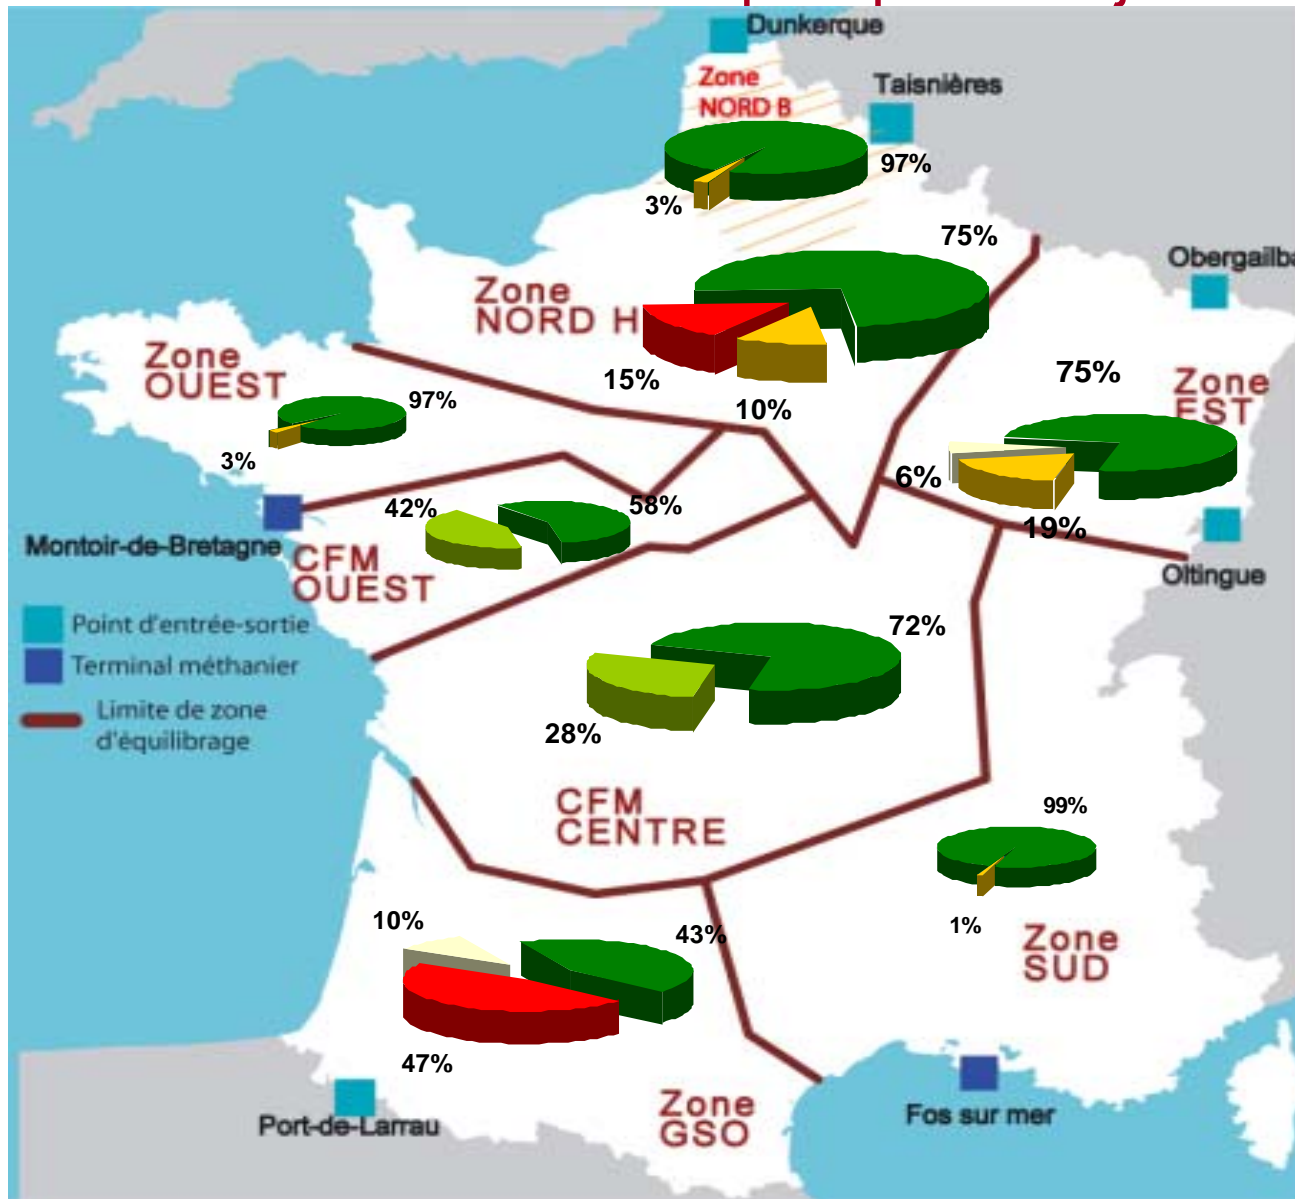 Dunkerque
Zone
NORD B
Taisnières
97%
3%
75%
Obergailba
Zone
NORD H
15%
10%
Zone
OUEST
97%
3%
75%
Zone
EST
6%
19%
42%
58%
Montoir-de-Bretagne
CFM
OUEST
Oltingue
Point d'entrée-sortie
Terminal méthanier
Limite de zone
d'équilibrage
72%
28%
CFM
CENTRE
99%
1%
Zone
SUD
10%
43%
47%
Port-de-Larrau
Zone
GSO
Fos sur mer